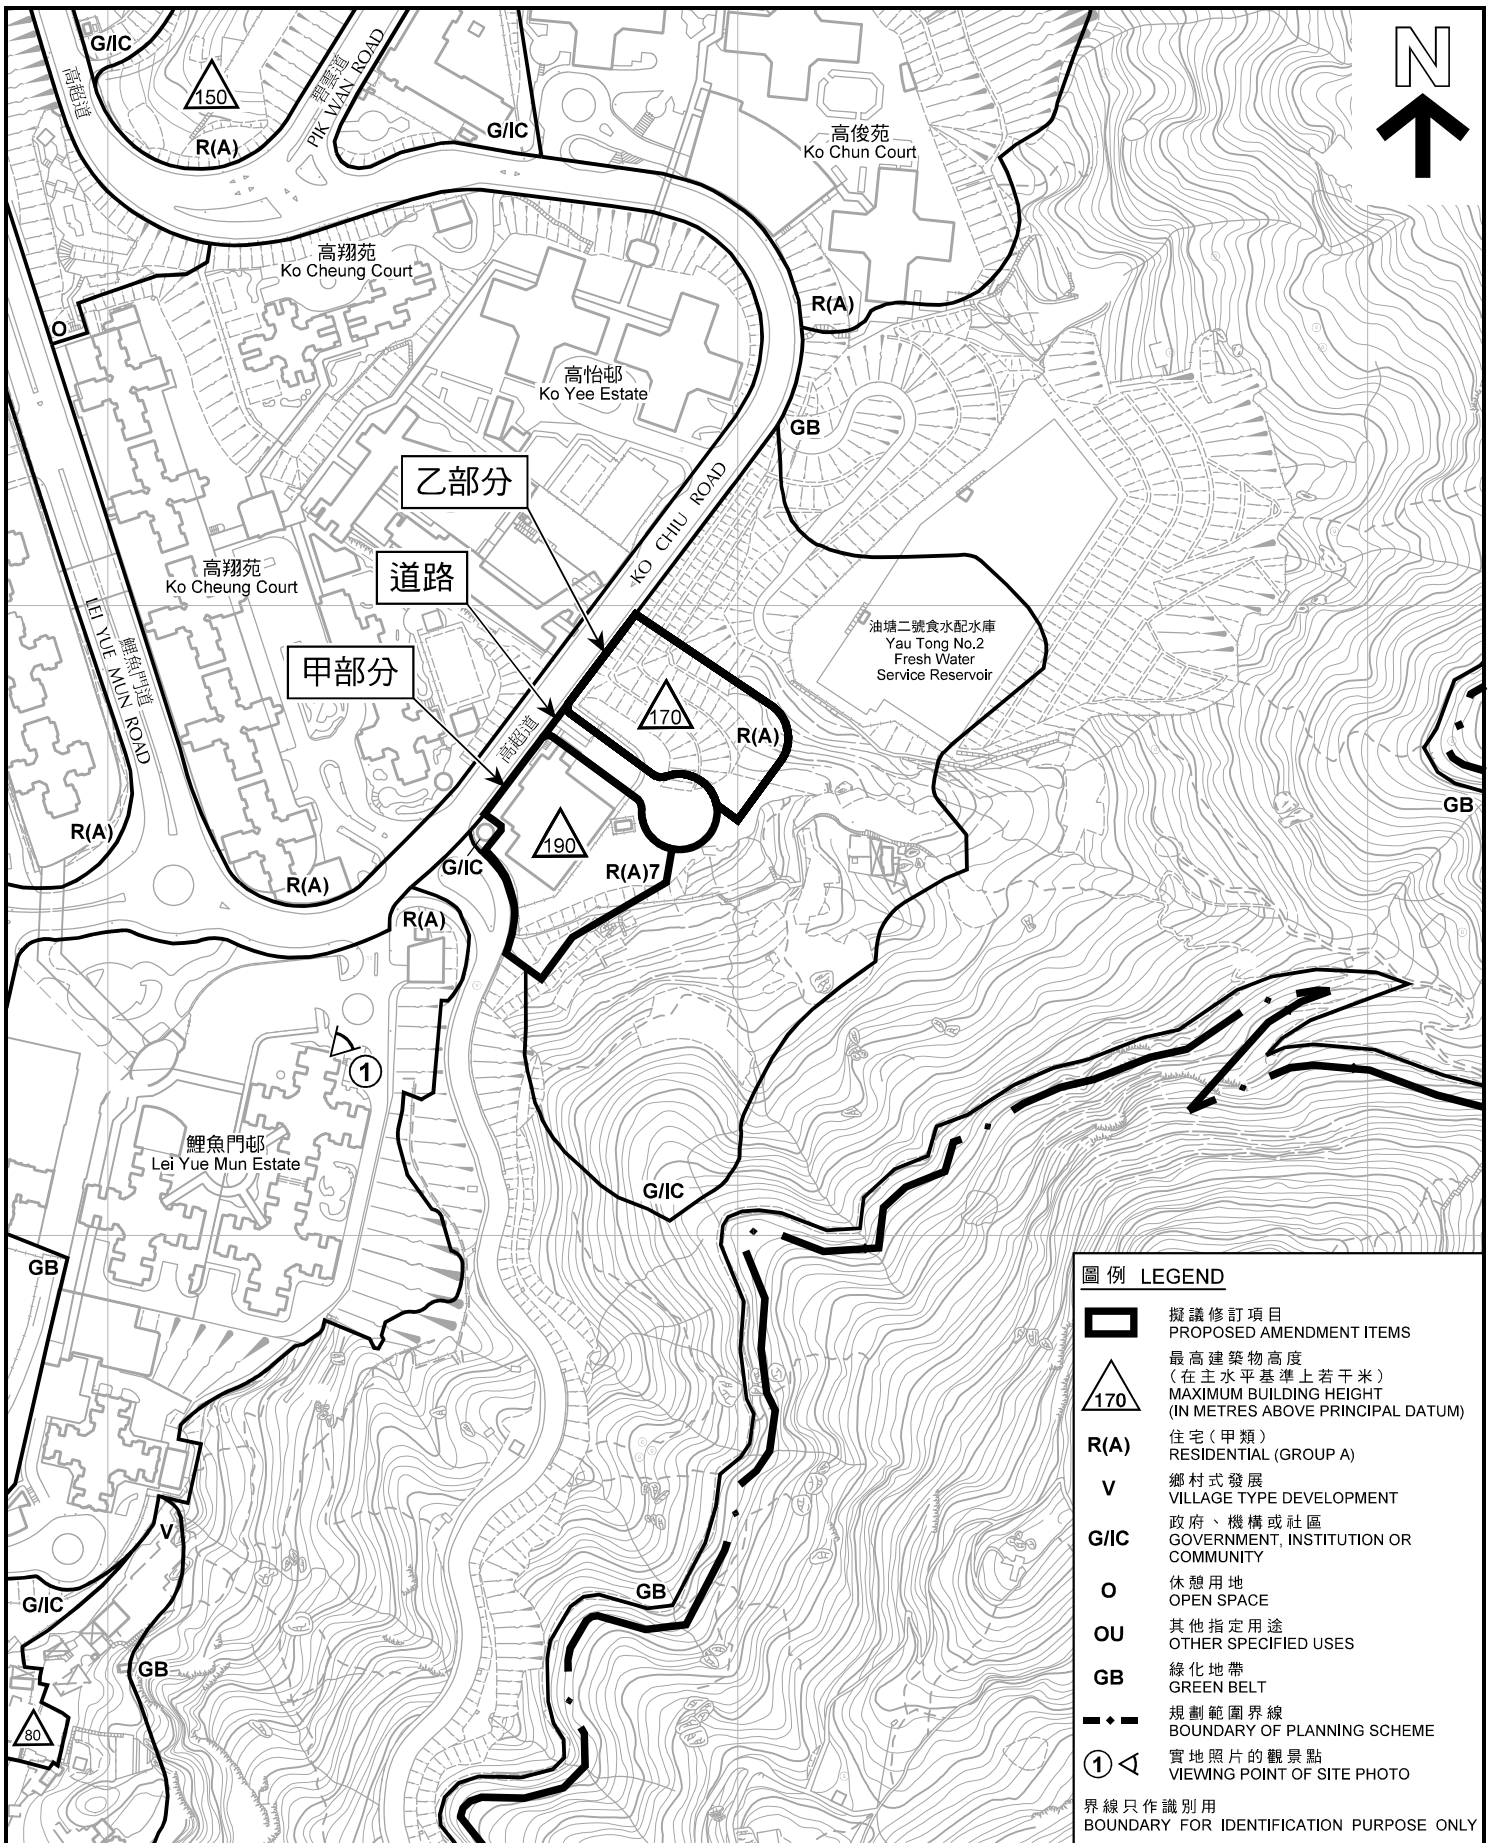 G/IC
高超道
150
R(A)
碧雲道
PIK WAN ROAD
G/IC
高俊苑
Ko Chun Court
N
高翔苑
Ko Cheung Court
O
R(A)
高怡邨
Ko Yee Estate
GB
乙部分
KO CHIU ROAD
道路
高翔苑
Ko Cheung Court
鯉魚門道
LEI YUE MUN ROAD
甲部分
油塘二號食水配水庫
Yau Tong No.2
Fresh Water
Service Reservoir
170
R(A)
高超道
GB
R(A)
190
G/IC
R(A)7
R(A)
R(A)
1
鯉魚門邨
Lei Yue Mun Estate
G/IC
GB
V
GB
G/IC
GB
80
圖例 LEGEND
擬議修訂項目
PROPOSED AMENDMENT ITEMS
最高建築物高度
(在主水平基準上若干米)
170
MAXIMUM BUILDING HEIGHT
(IN METRES ABOVE PRINCIPAL DATUM)
R(A)
住宅(甲類)
RESIDENTIAL (GROUP A)
V
鄉村式發展
VILLAGE TYPE DEVELOPMENT
G/IC
政府、機構或社區
GOVERNMENT, INSTITUTION OR
COMMUNITY
O
休憩用地
OPEN SPACE
OU
其他指定用途
OTHER SPECIFIED USES
GB
綠化地帶
GREEN BELT
規劃範圍界線
BOUNDARY OF PLANNING SCHEME
1
實地照片的觀景點
VIEWING POINT OF SITE PHOTO
界線只作識別用
BOUNDARY FOR IDENTIFICATION PURPOSE ONLY